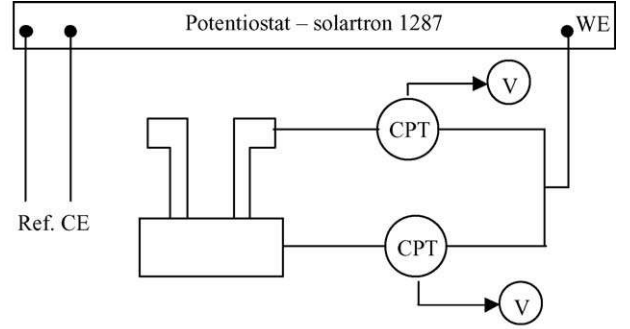 Potentiostat – solartron 1287
WE
V
CPT
Ref. CE
CPT
V